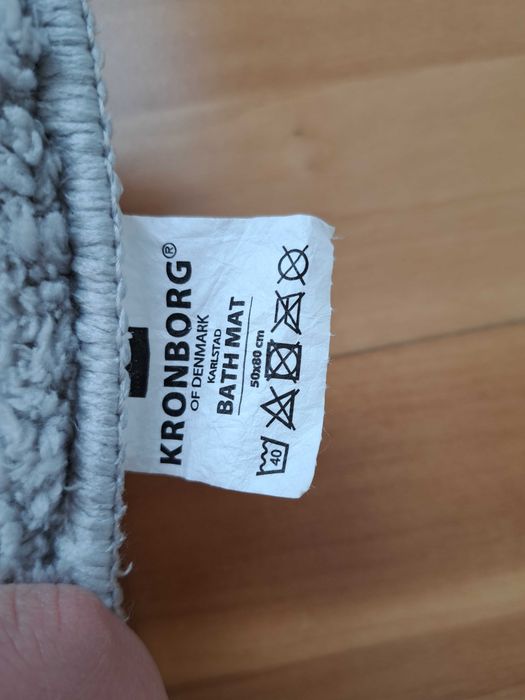 KRONBORG®
OF DENMARK
KARLSTAD
BATH MAT
50x80 cm
40